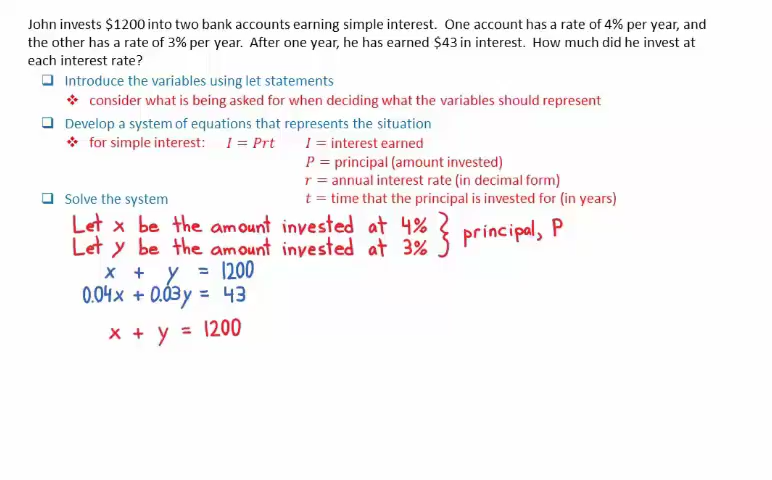 John invests $1200 into two bank accounts earning simple interest. One account has a rate of 4% per year, and
the other has a rate of 3% per year. After one year, he has earned $43 in interest. How much did he invest at
each interest rate?
❑ Introduce the variables using let statements
❖ consider what is being asked for when deciding what the variables should represent
❑ Develop a system of equations that represents the situation
❖ for simple interest: I = Prt I = interest earned
P = principal (amount invested)
r = annual interest rate (in decimal form)
t = time that the principal is invested for (in years)
❑ Solve the system
Let x be the amount invested at 4% } principal, P
Let y be the amount invested at 3%
x + y = 1200
0.04x + 0.03y = 43
x + y = 1200